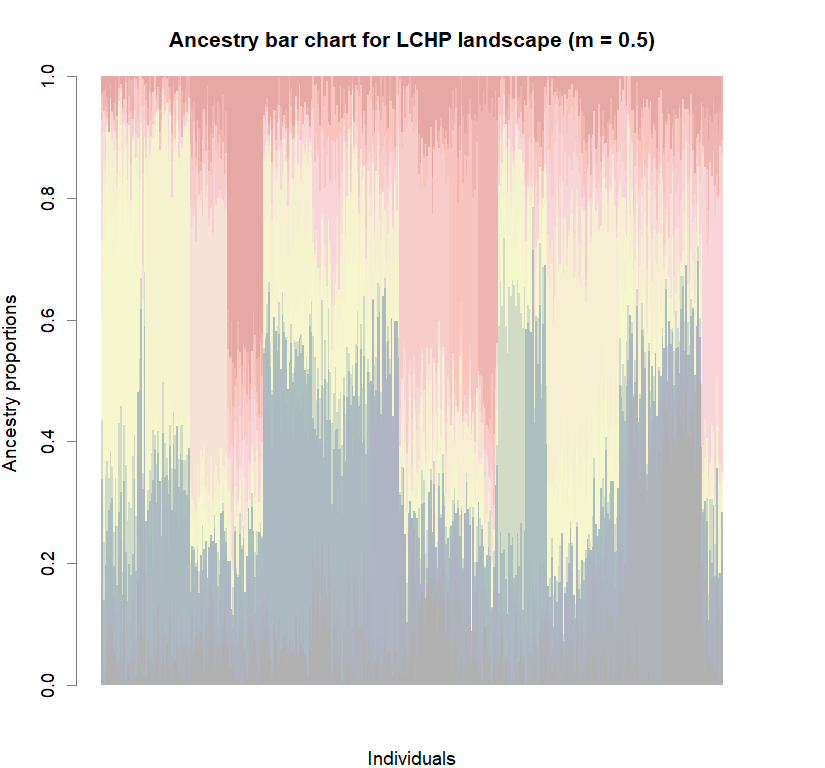 Ancestry bar chart for LCHP landscape (m = 0.5)
1.0
0.8
0.6
0.4
0.2
0.0
Ancestry proportions
Individuals